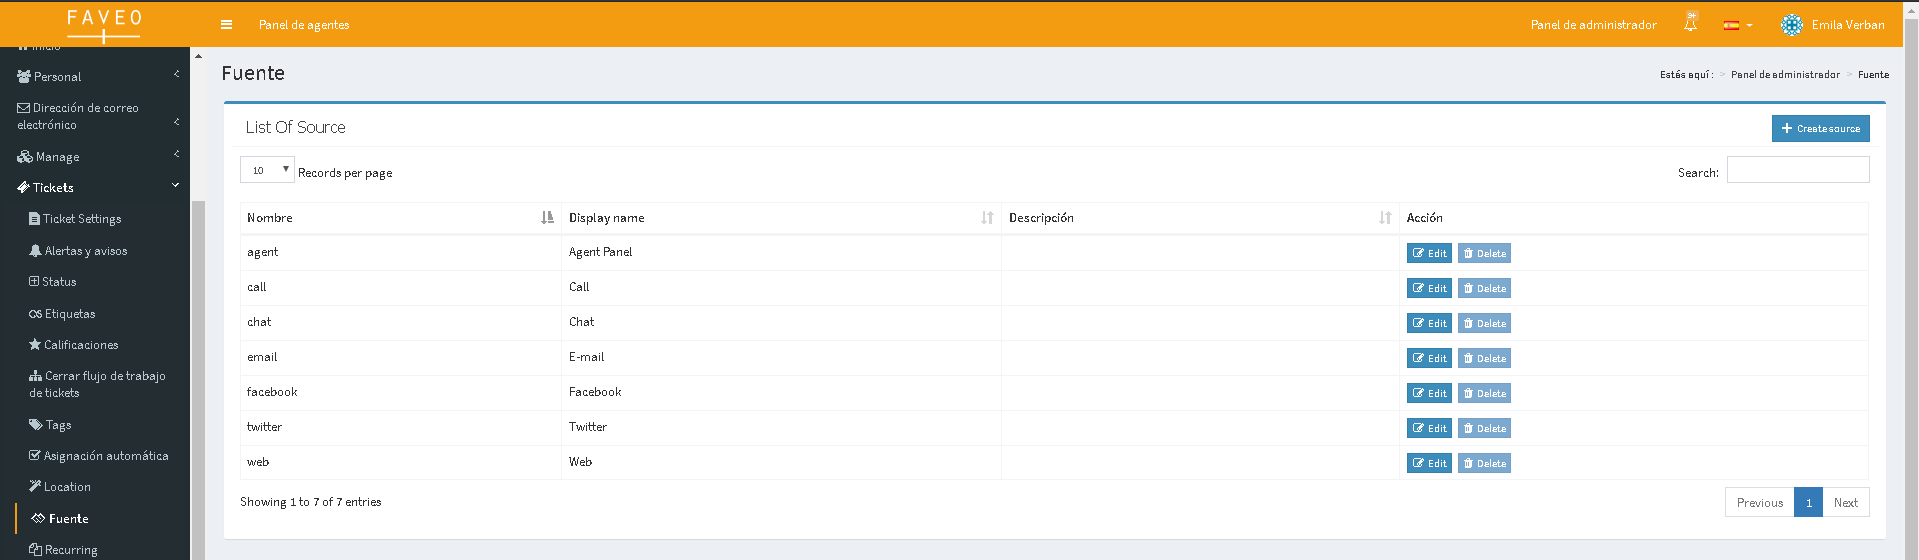 FAVEO
Panel de agentes
Panel de administrador
9+
Emila Verban
Inicio
Personal
Dirección de correo
electrónico
Manage
Tickets
Ticket Settings
Alertas y avisos
Status
Etiquetas
Calificaciones
Cerrar flujo de trabajo
de tickets
Tags
Asignación automática
Location
Fuente
Recurring
Fuente
Estás aquí : > Panel de administrador > Fuente
List Of Source
Create source
10 Records per page
Search:
Nombre Display name Descripción Acción
agent Agent Panel Edit Delete
call Call Edit Delete
chat Chat Edit Delete
email E-mail Edit Delete
facebook Facebook Edit Delete
twitter Twitter Edit Delete
web Web Edit Delete
Showing 1 to 7 of 7 entries
Previous 1 Next